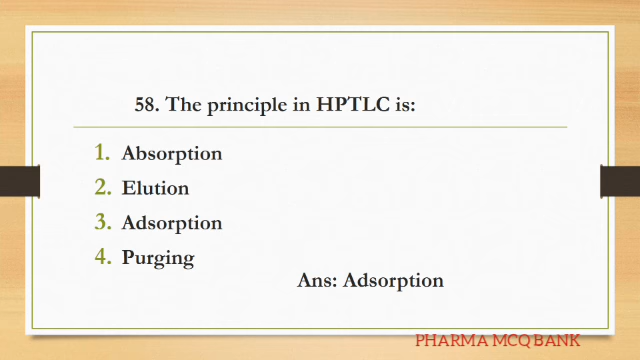 58. The principle in HPTLC is:
1. Absorption
2. Elution
3. Adsorption
4. Purging
Ans: Adsorption
PHARMA MCQ BANK